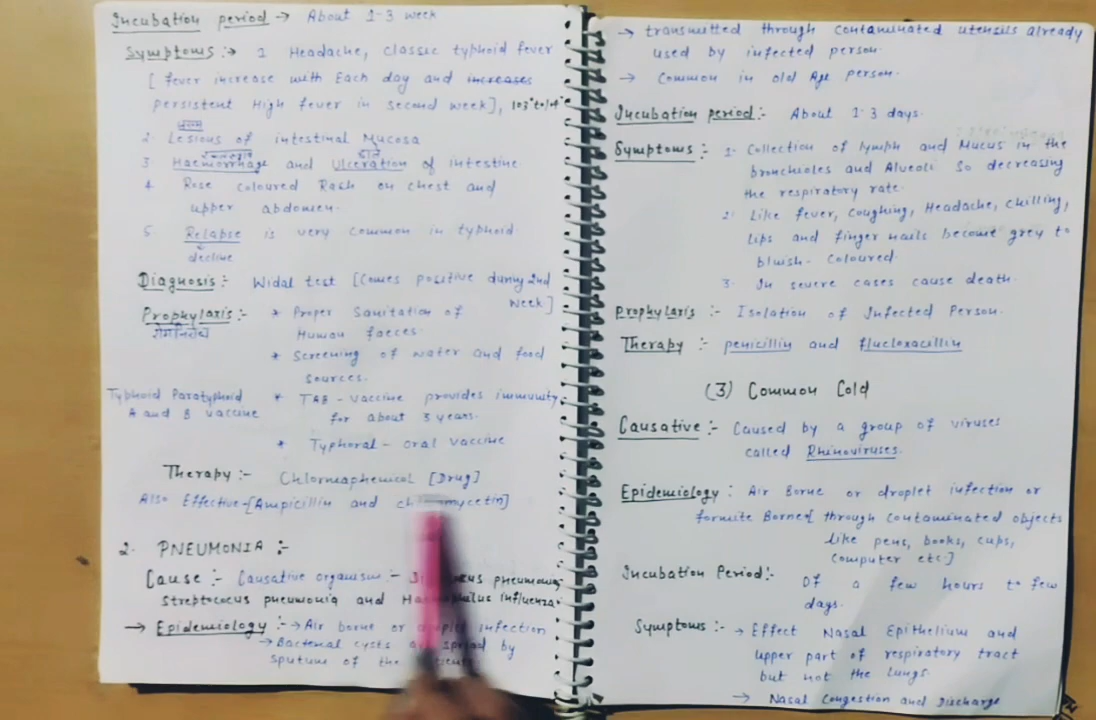 Incubation period → About 1-3 week
Symptoms :→ 1 Headache, classic typhoid fever
[ fever increase with Each day and increases
persistent High fever in second week],
2. Lesions of intestinal Mucosa
3 Haemorrhage and Ulceration of intestine.
4. Rose coloured Rash on chest and
upper abdomen.
5. Relapse is very common in typhoid.
decline
Diagnosis :- Widal test [Comes positive during 2nd
week]
Prophylaxis :- * Proper Sanitation of
Human faeces.
* Screening of water and food
sources.
Typhoid Paratyphoid
A and B vaccine
* TAB - vaccine provides immunity
for about 3 years.
* Typhoral - oral vaccine
Therapy :- [Drug]
Also Effective-[Ampicillin and
2. PNEUMONIA :-
Cause :- Causative organism :- pneumonia,
pneumonia and
→ Epidemiology :- → Air borne or infection
→ Bacterial cysts spread by
sputum of the
→ transmitted through contaminated utensils already
used by infected person.
→ Common in old Age person.
Incubation period :- About 1-3 days.
Symptoms :- 1. Collection of lymph and Mucus in the
bronchioles and Alveoli. So decreasing
the respiratory rate.
2. Like fever, coughing, Headache, chilling,
lips and finger nails become grey to
bluish- coloured.
3. In severe cases cause death.
Prophylaxis :- Isolation of Infected Person.
Therapy :- penicillin and flucloxacillin
(3) Common Cold
Causative :- Caused by a group of viruses
called Rhinoviruses.
Epidemiology : Air Borne or droplet infection or
through contaminated objects
like pens, books, cups,
computer etc.]
Incubation Period :- Of a few hours to few
days.
Symptoms :- → Effect Nasal Epithelium and
upper part of respiratory tract
but not the lungs.
→ Nasal Congestion and Discharge